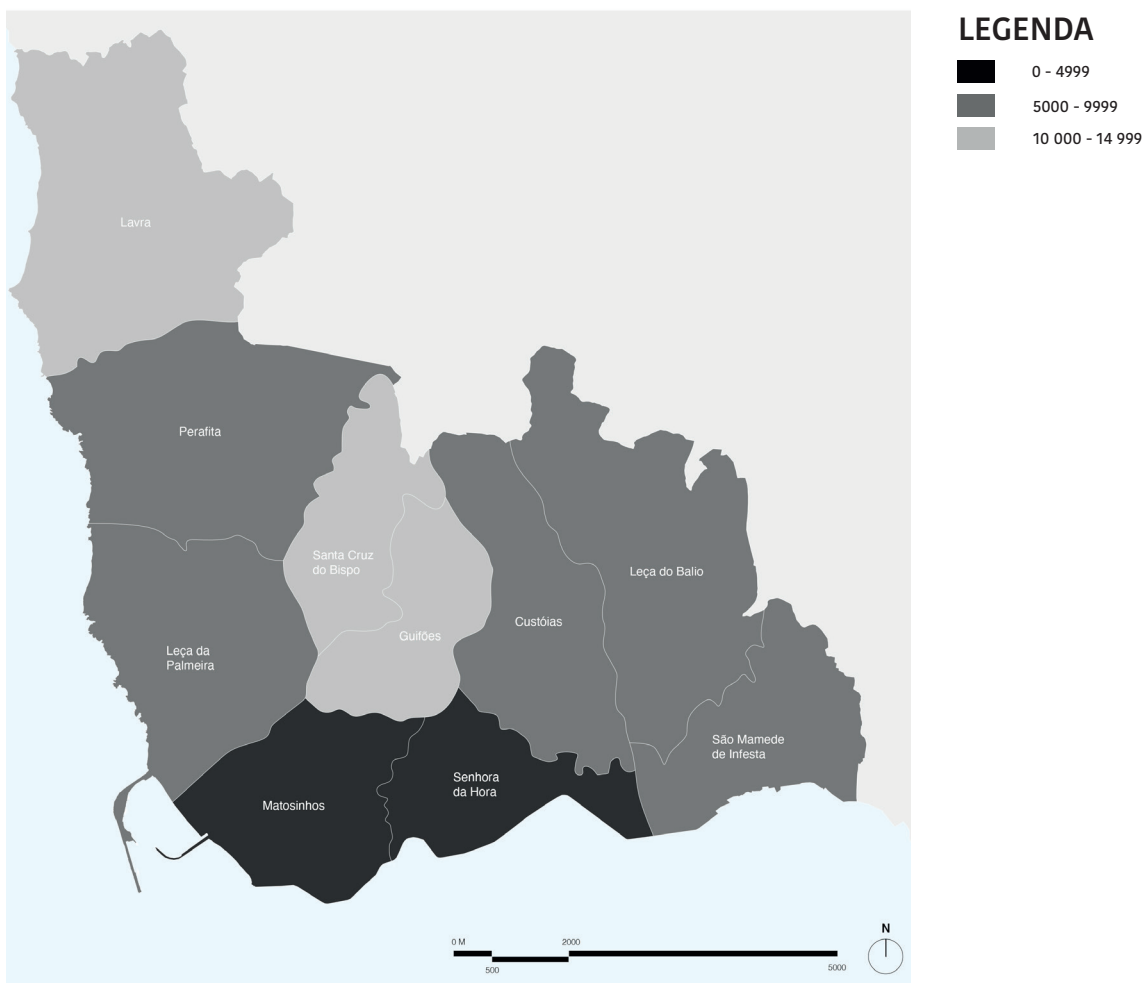 LEGENDA
0 - 4999
5000 - 9999
10 000 - 14 999
Lavra
Perafita
Santa Cruz
do Bispo
Leça do Balio
Custóias
Guifões
Leça da
Palmeira
São Mamede
de Infesta
Senhora
da Hora
Matosinhos
N
0 M
2000
500
5000